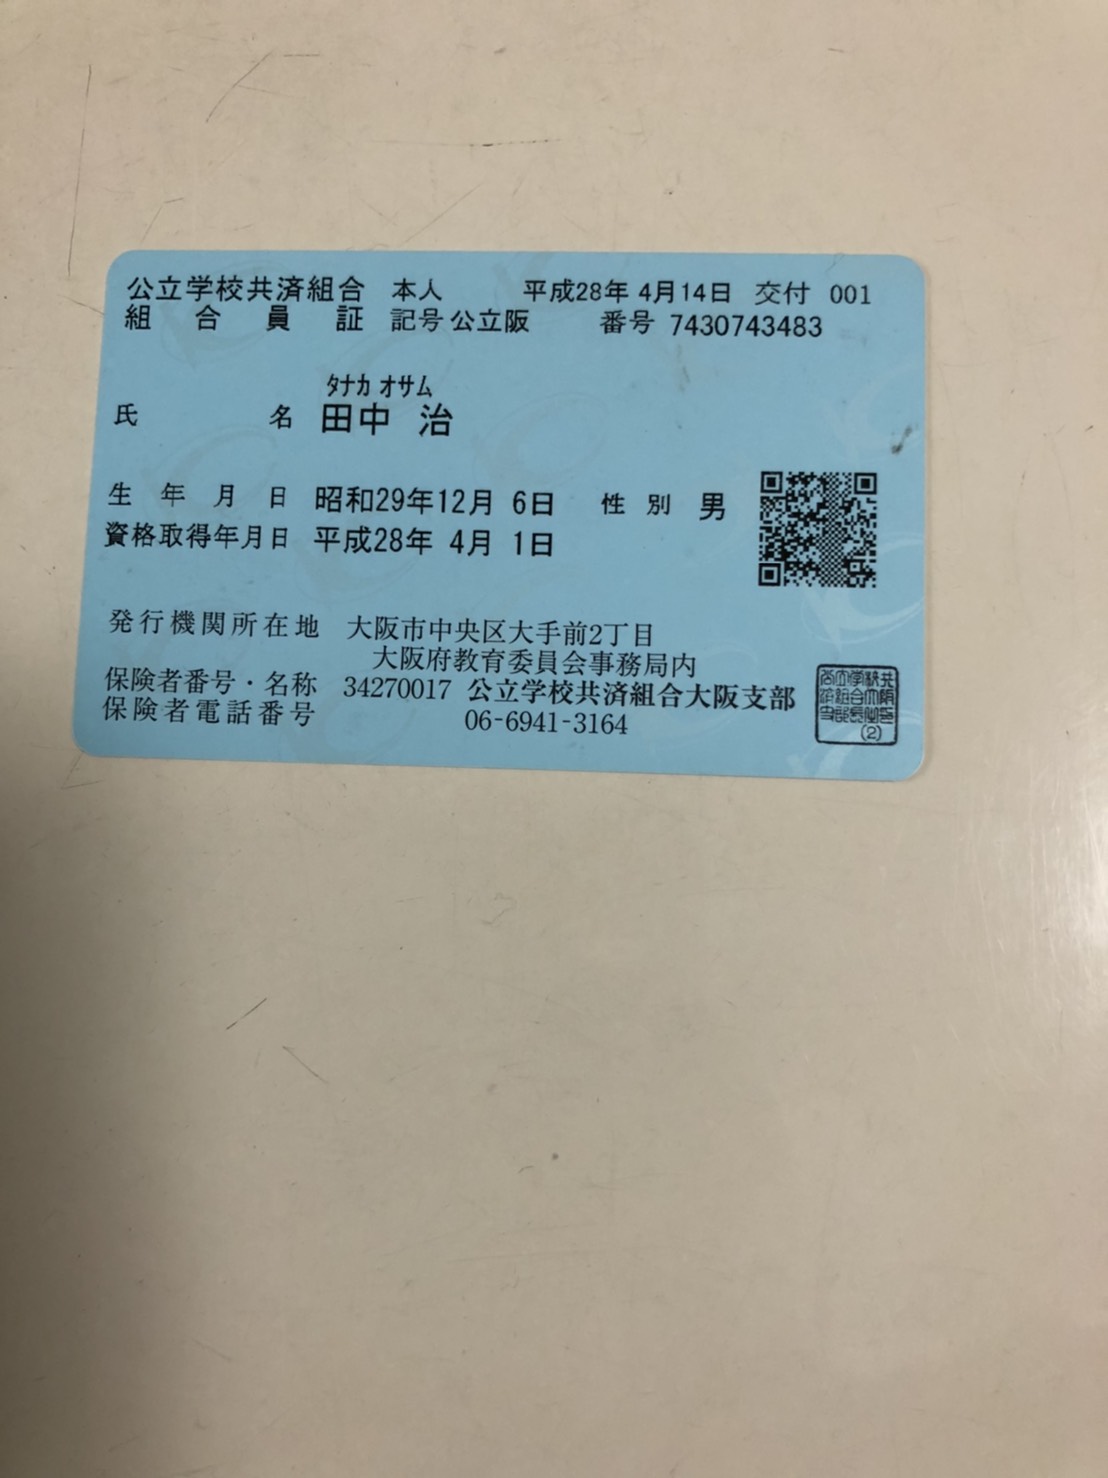 公立学校共済組合 本人 平成28年 4月14日 交付 001
組合員証 記号 公立阪 番号 7430743483
タナカ オサム
氏名 田中 治
生年月日 昭和29年12月 6日 性別 男
資格取得年月日 平成28年 4月 1日
発行機関所在地 大阪市中央区大手前2丁目
大阪府教育委員会事務局内
保険者番号・名称 34270017 公立学校共済組合大阪支部
保険者電話番号 06-6941-3164
(2)